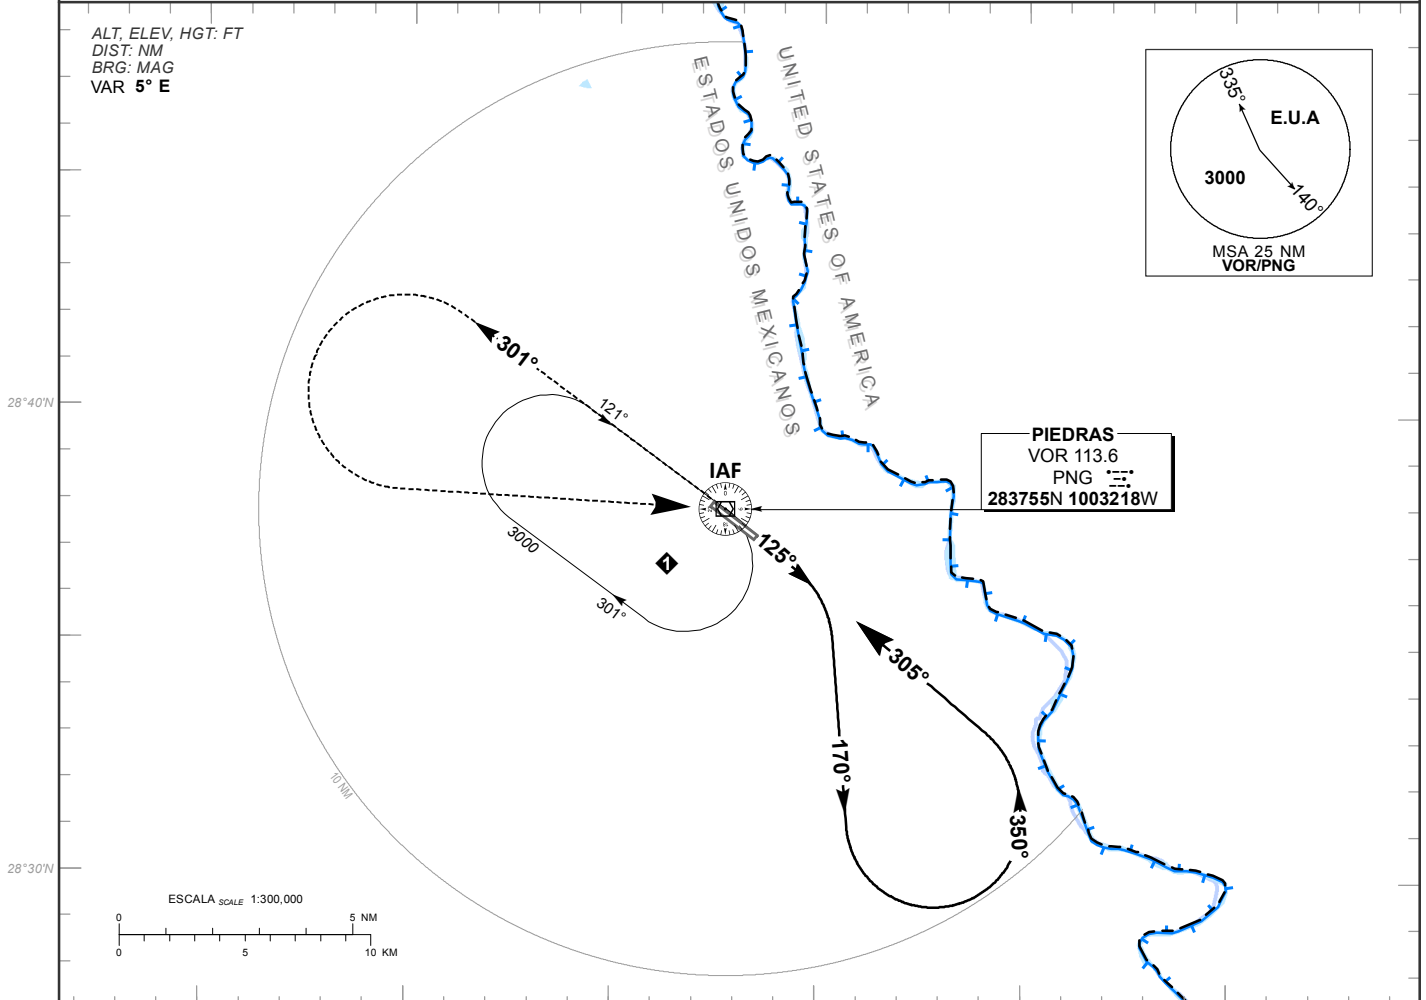 ALT, ELEV, HGT: FT
DIST: NM
BRG: MAG
VAR 5° E
ESTADOS UNIDOS MEXICANOS
UNITED STATES OF AMERICA
335°
E.U.A
3000
140°
MSA 25 NM
VOR/PNG
301°
121°
28°40'N
IAF
PIEDRAS
VOR 113.6
PNG
283755N 1003218W
3000
1
125°
301°
305°
170°
350°
10 NM
28°30'N
ESCALA SCALE 1:300,000
0 5 NM
0 5 10 KM